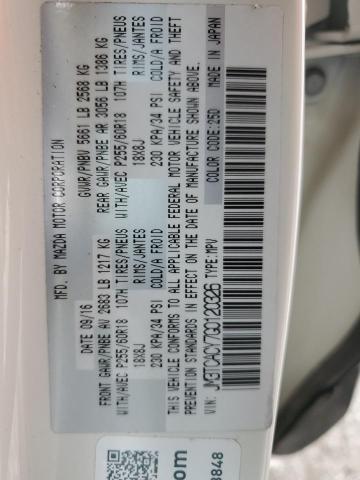 MFD. BY MAZDA MOTOR CORPORATION
DATE 09/16
GVWR/PNBV 5661 LB 2568 KG
FRONT GAWR/PNBE AV 2683 LB 1217 KG
REAR GAWR/PNBE AR 3056 LB 1386 KG
WITH/AVEC P255/60R18 107H TIRES/PNEUS
WITH/AVEC P255/60R18 107H TIRES/PNEUS
18X8J RIMS/JANTES
18X8J RIMS/JANTES
230 KPA/34 PSI COLD/A FROID
230 KPA/34 PSI COLD/A FROID
THIS VEHICLE CONFORMS TO ALL APPLICABLE FEDERAL MOTOR VEHICLE SAFETY AND THEFT
PREVENTION STANDARDS IN EFFECT ON THE DATE OF MANUFACTURE SHOWN ABOVE.
VIN: JM3TCACY7G0120326 TYPE:MPV COLOR CODE:25D MADE IN JAPAN
.com
3848